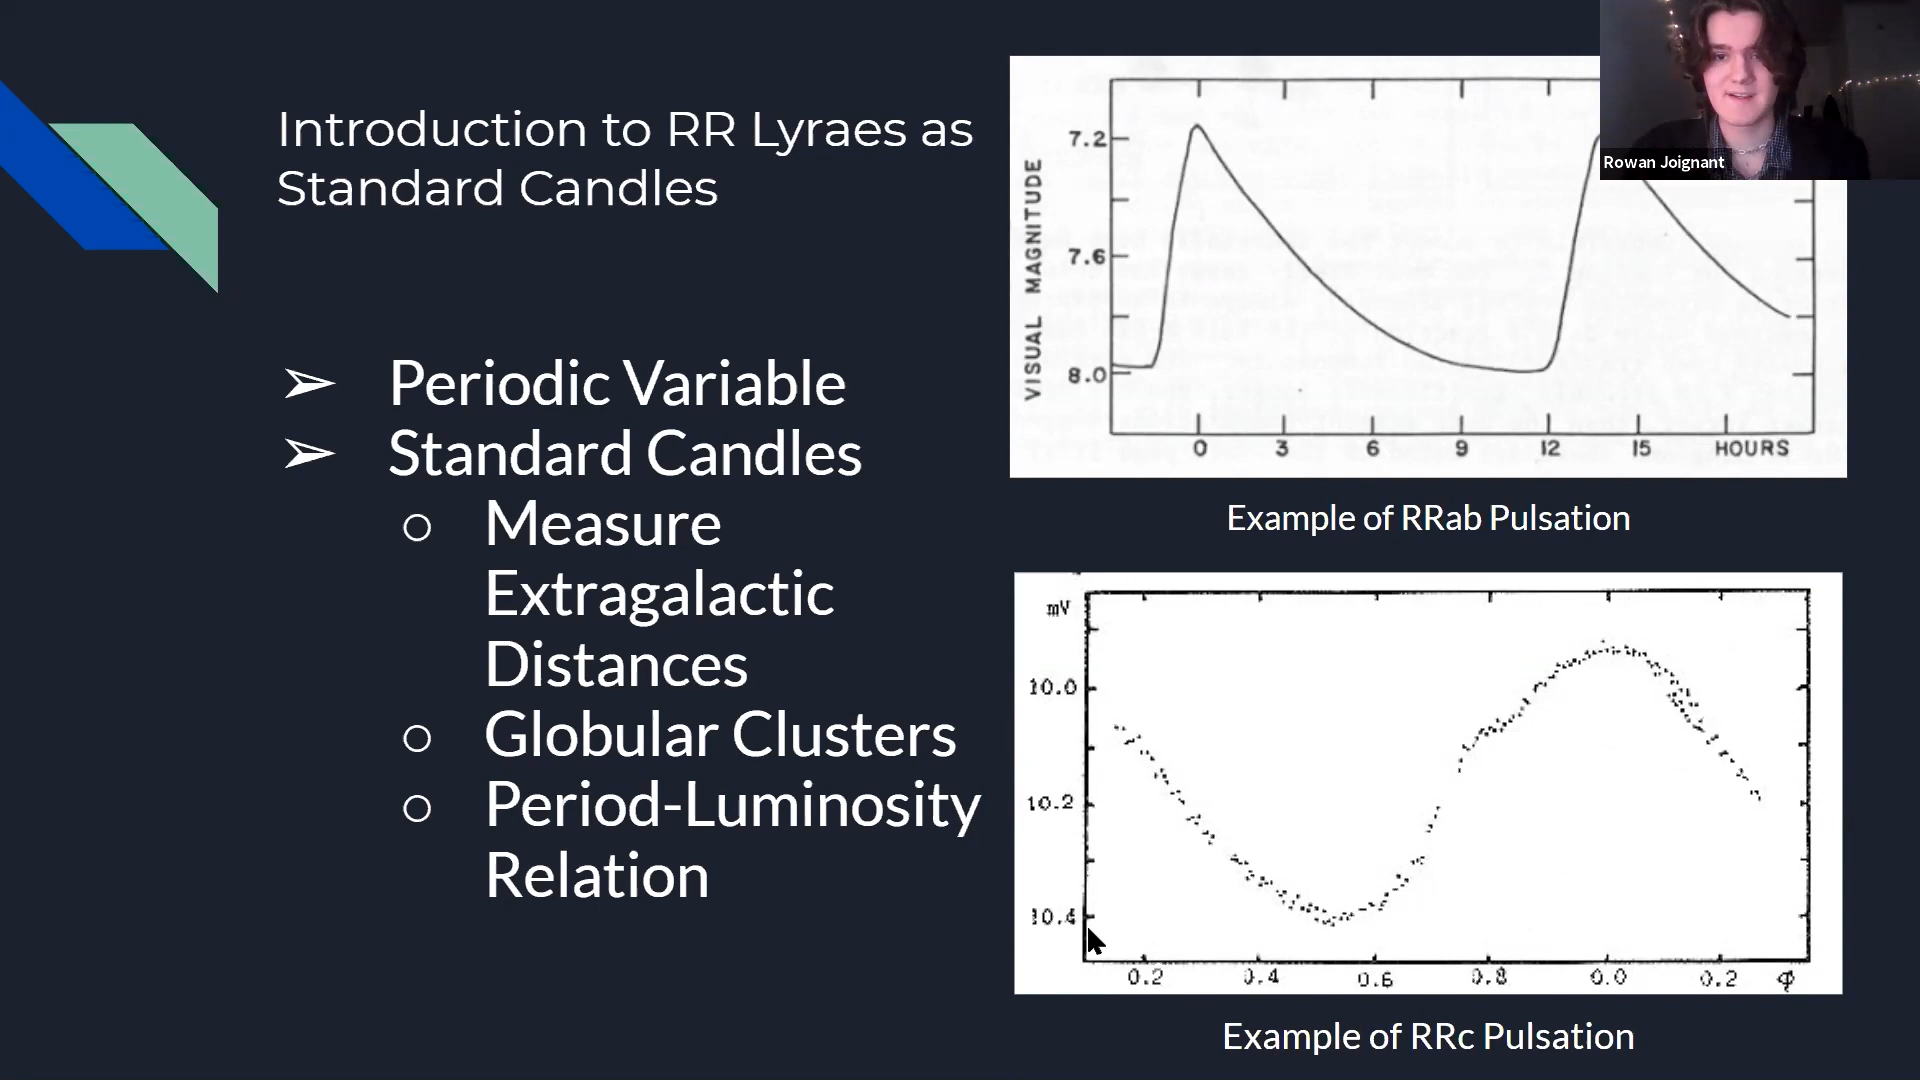 Introduction to RR Lyraes as
Standard Candles
➢ Periodic Variable
➢ Standard Candles
○ Measure
Extragalactic
Distances
○ Globular Clusters
○ Period-Luminosity
Relation
VISUAL MAGNITUDE
7.2
7.6
8.0
0 3 6 9 12 15 HOURS
Rowan Joignant
Example of RRab Pulsation
mV
10.0
10.2
10.4
0.2 0.4 0.6 0.8 0.0 0.2 φ
Example of RRc Pulsation